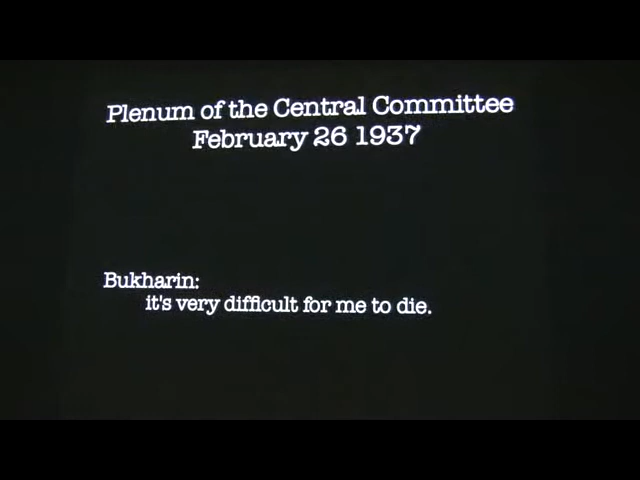 Plenum of the Central Committee
February 26 1937
Bukharin:
it's very difficult for me to die.